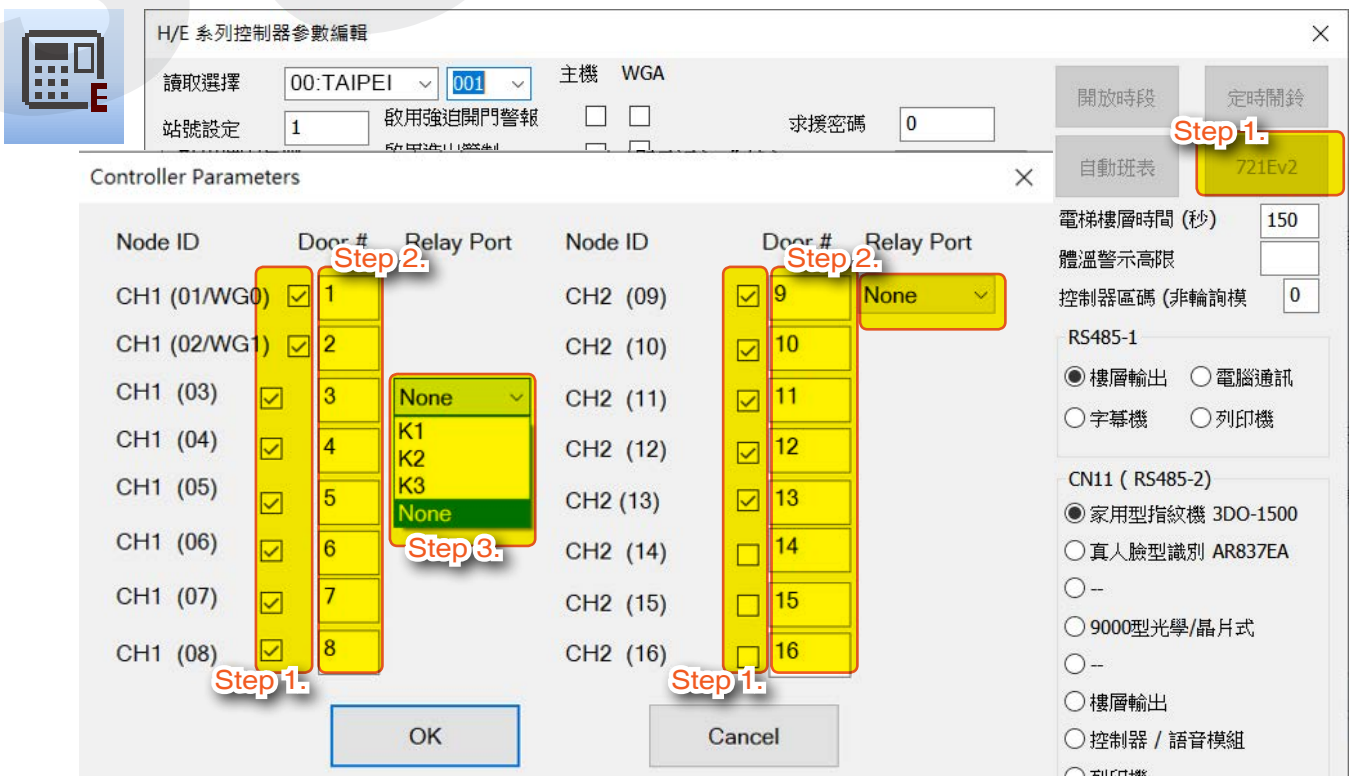 E
H/E 系列控制器參數編輯
讀取選擇 00:TAIPEI 001 主機 WGA
站號設定 1 啟用強迫開門警報 求援密碼 0
開放時段 定時鬧鈴
Step 1.
自動班表 721Ev2
電梯樓層時間 (秒) 150
體溫警示高限
控制器區碼 (非輪詢模 0
RS485-1
樓層輸出 電腦通訊
字幕機 列印機
CN11 ( RS485-2)
家用型指紋機 3DO-1500
真人臉型識別 AR837EA
--
9000型光學/晶片式
--
樓層輸出
控制器 / 語音模組
Controller Parameters
Node ID Door # Relay Port Node ID Door # Relay Port
Step 2. Step 2.
CH1 (01/WG0) 1 CH2 (09) 9 None
CH1 (02/WG1) 2 CH2 (10) 10
CH1 (03) 3 None CH2 (11) 11
K1
CH1 (04) 4 K2 CH2 (12) 12
K3
CH1 (05) 5 None CH2 (13) 13
CH1 (06) 6 Step 3. CH2 (14) 14
CH1 (07) 7 CH2 (15) 15
CH1 (08) 8 CH2 (16) 16
Step 1. Step 1.
OK Cancel